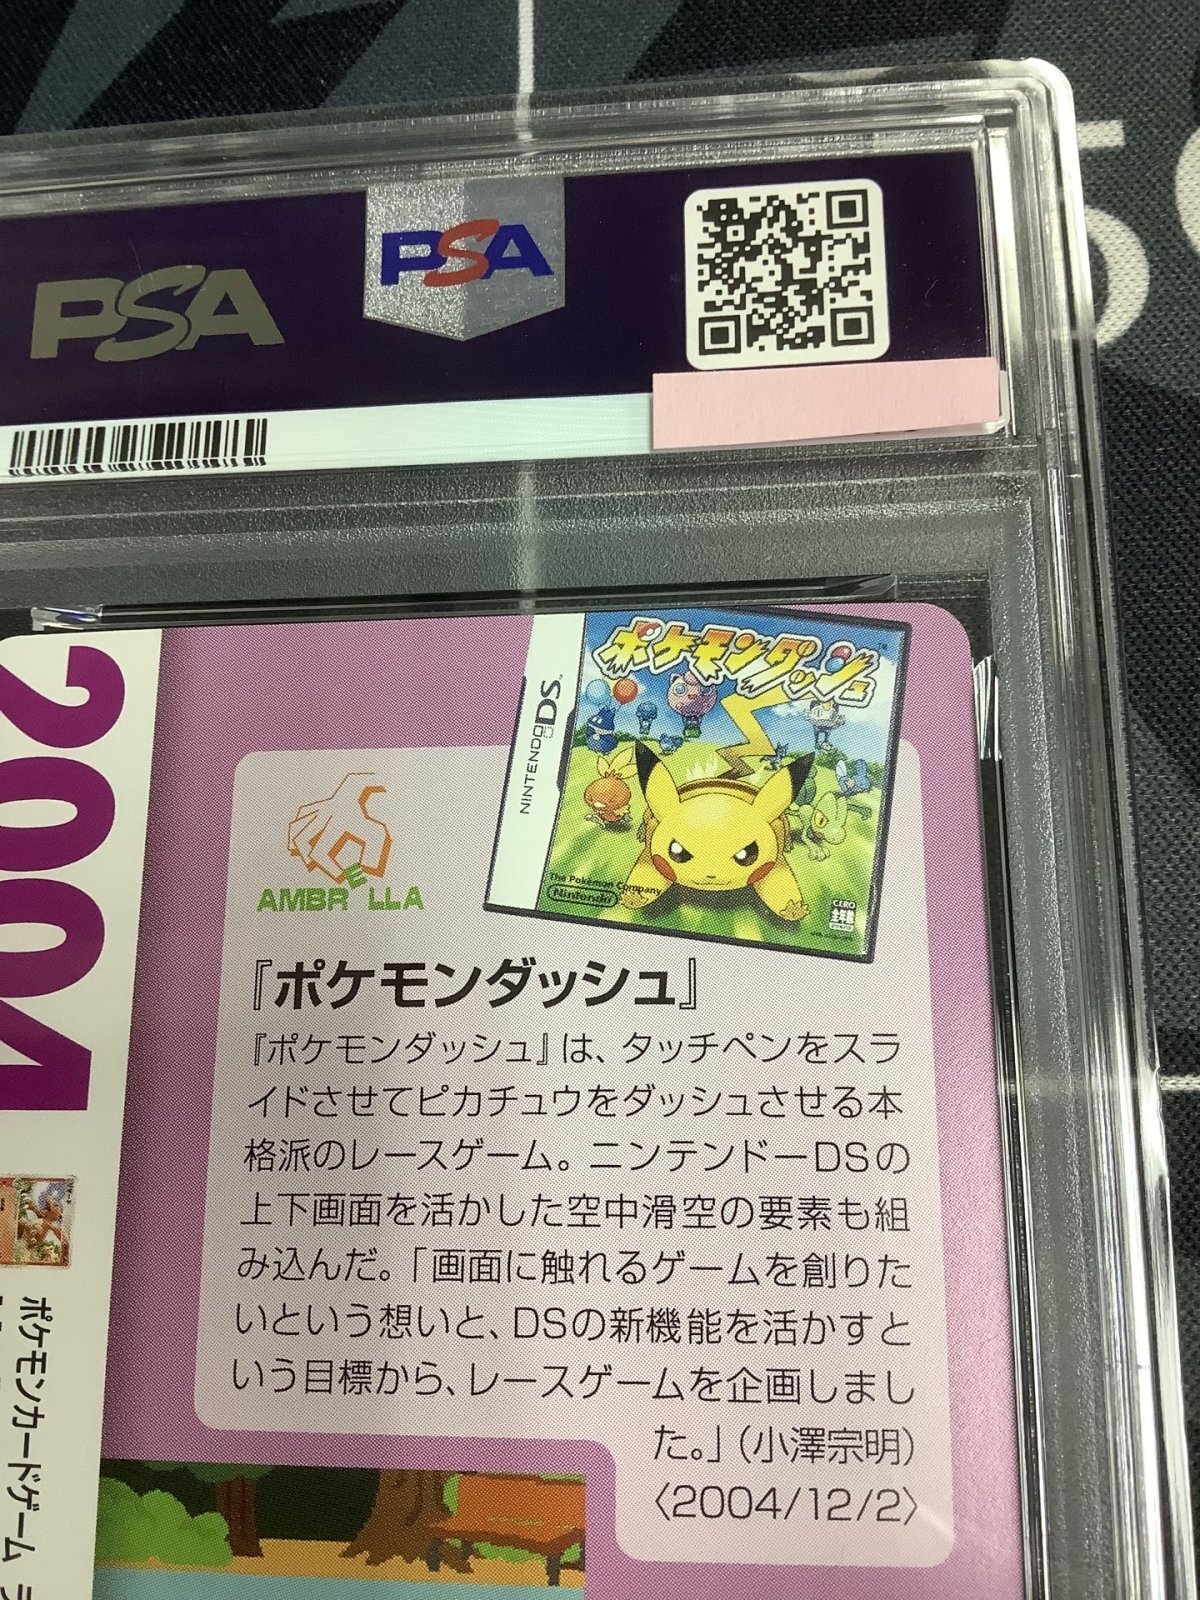 PSA
PSA
2004
NINTENDO DS
ポケモンダッシュ
The Pokémon Company
Nintendo
CERO
全年齢
AMBRELLA
『ポケモンダッシュ』
『ポケモンダッシュ』は、タッチペンをスラ
イドさせてピカチュウをダッシュさせる本
格派のレースゲーム。ニンテンドーDSの
上下画面を活かした空中滑空の要素も組
み込んだ。「画面に触れるゲームを創りた
いという想いと、DSの新機能を活かすと
いう目標から、レースゲームを企画しまし
た。」（小澤宗明）
〈2004/12/2〉
ポケモンカードゲーム